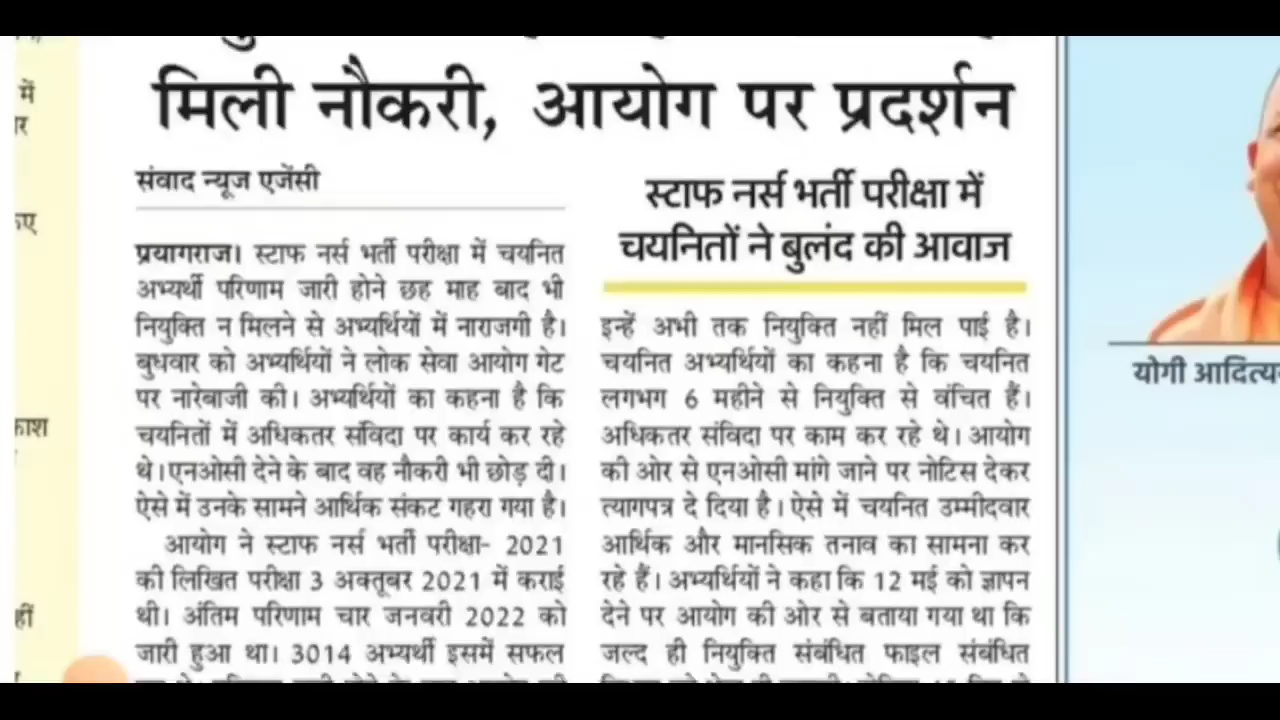 में
मिली नौकरी, आयोग पर प्रदर्शन
संवाद न्यूज एजेंसी
प्रयागराज। स्टाफ नर्स भर्ती परीक्षा में चयनित
अभ्यर्थी परिणाम जारी होने छह माह बाद भी
नियुक्ति न मिलने से अभ्यर्थियों में नाराजगी है।
बुधवार को अभ्यर्थियों ने लोक सेवा आयोग गेट
पर नारेबाजी की। अभ्यर्थियों का कहना है कि
चयनितों में अधिकतर संविदा पर कार्य कर रहे
थे। एनओसी देने के बाद वह नौकरी भी छोड़ दी।
ऐसे में उनके सामने आर्थिक संकट गहरा गया है।
आयोग ने स्टाफ नर्स भर्ती परीक्षा- 2021
की लिखित परीक्षा 3 अक्तूबर 2021 में कराई
थी। अंतिम परिणाम चार जनवरी 2022 को
जारी हुआ था। 3014 अभ्यर्थी इसमें सफल
स्टाफ नर्स भर्ती परीक्षा में
चयनितों ने बुलंद की आवाज
इन्हें अभी तक नियुक्ति नहीं मिल पाई है।
चयनित अभ्यर्थियों का कहना है कि चयनित
लगभग 6 महीने से नियुक्ति से वंचित हैं।
अधिकतर संविदा पर काम कर रहे थे। आयोग
की ओर से एनओसी मांगे जाने पर नोटिस देकर
त्यागपत्र दे दिया है। ऐसे में चयनित उम्मीदवार
आर्थिक और मानसिक तनाव का सामना कर
रहे हैं। अभ्यर्थियों ने कहा कि 12 मई को ज्ञापन
देने पर आयोग की ओर से बताया गया था कि
जल्द ही नियुक्ति संबंधित फाइल संबंधित
योगी